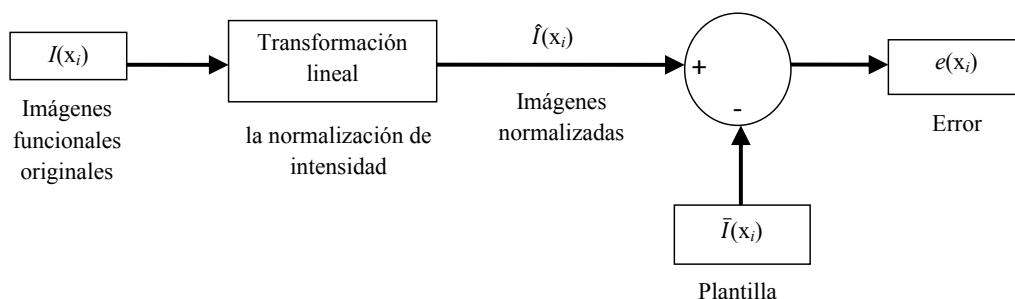 I(xᵢ)
Imágenes
funcionales
originales
Transformación
lineal
la normalización de
intensidad
Î(xᵢ)
Imágenes
normalizadas
+
-
Ī(xᵢ)
Plantilla
e(xᵢ)
Error